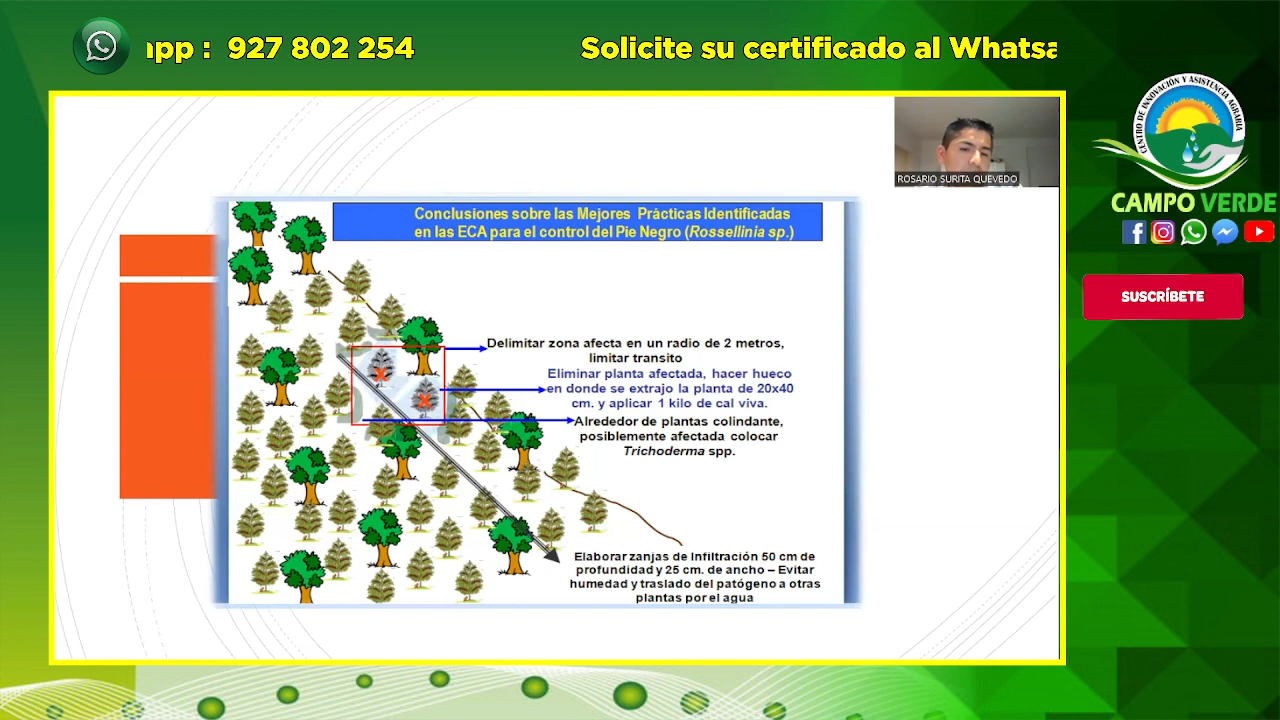 app : 927 802 254
Solicite su certificado al Whatsa
CENTRO DE INNOVACIÓN Y ASISTENCIA AGRARIA
CAMPO VERDE
SUSCRÍBETE
ROSARIO SURITA QUEVEDO
Conclusiones sobre las Mejores Prácticas Identificadas
en las ECA para el control del Pie Negro (Rossellinia sp.)
Delimitar zona afecta en un radio de 2 metros,
limitar transito
Eliminar planta afectada, hacer hueco
en donde se extrajo la planta de 20x40
cm. y aplicar 1 kilo de cal viva.
Alrededor de plantas colindante,
posiblemente afectada colocar
Trichoderma spp.
X
X
Elaborar zanjas de Infiltración 50 cm de
profundidad y 25 cm. de ancho – Evitar
humedad y traslado del patógeno a otras
plantas por el agua